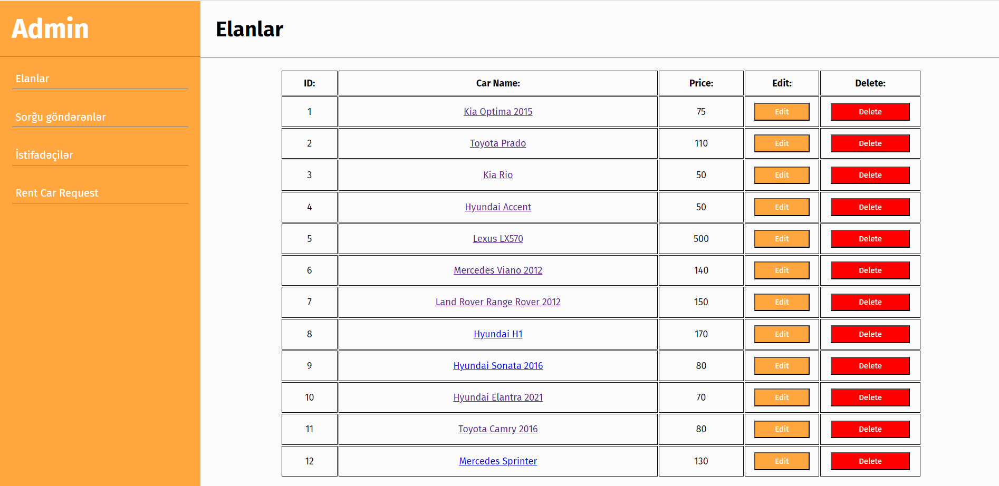 Admin
Elanlar
Sorğu göndərənlər
İstifadəçilər
Rent Car Request
Elanlar
ID: Car Name: Price: Edit: Delete:
1 Kia Optima 2015 75 Edit Delete
2 Toyota Prado 110 Edit Delete
3 Kia Rio 50 Edit Delete
4 Hyundai Accent 50 Edit Delete
5 Lexus LX570 500 Edit Delete
6 Mercedes Viano 2012 140 Edit Delete
7 Land Rover Range Rover 2012 150 Edit Delete
8 Hyundai H1 170 Edit Delete
9 Hyundai Sonata 2016 80 Edit Delete
10 Hyundai Elantra 2021 70 Edit Delete
11 Toyota Camry 2016 80 Edit Delete
12 Mercedes Sprinter 130 Edit Delete